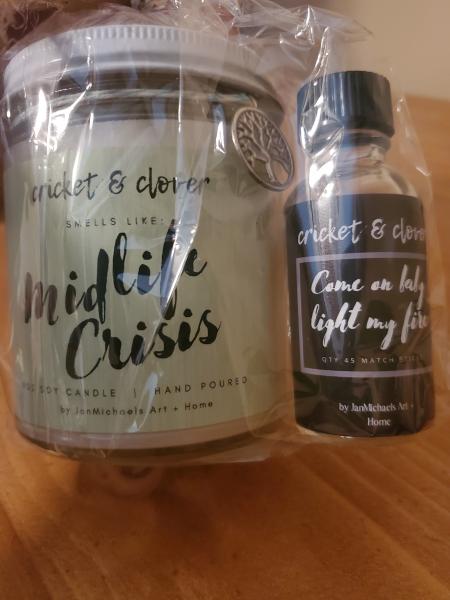 cricket & clover
SMELLS LIKE:
Midlife
Crisis
SOY CANDLE | HAND POURED
by JanMichaels Art + Home
cricket & clover
Come on baby
light my fire
QTY 45 MATCH STICKS
by JanMichaels Art +
Home